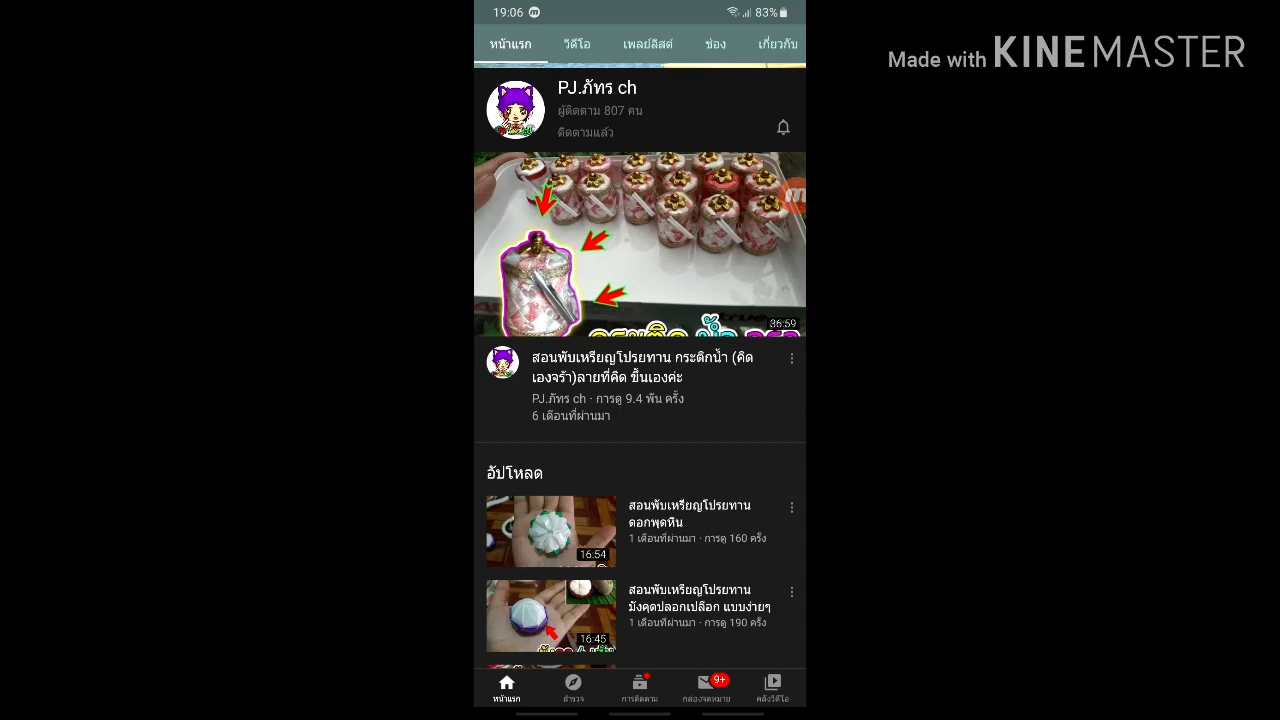 19:06
83%
Made with KINEMASTER
หน้าแรก วิดีโอ เพลย์ลิสต์ ช่อง เกี่ยวกับ
PJ.ภัทร ch
ผู้ติดตาม 807 คน
ติดตามแล้ว
true
36:59
สอนพับเหรียญโปรยทาน กระติกน้ำ (คิด
เองจร้า)ลายที่คิด ขึ้นเองค่ะ
PJ.ภัทร ch · การดู 9.4 พัน ครั้ง
6 เดือนที่ผ่านมา
อัปโหลด
สอนพับเหรียญโปรยทาน
ดอกพุดหิน
1 เดือนที่ผ่านมา · การดู 160 ครั้ง
16:54
สอนพับเหรียญโปรยทาน
มังคุดปลอกเปลือก แบบง่ายๆ
1 เดือนที่ผ่านมา · การดู 190 ครั้ง
16:45
9+
หน้าแรก สำรวจ การติดตาม กล่องจดหมาย คลังวิดีโอ